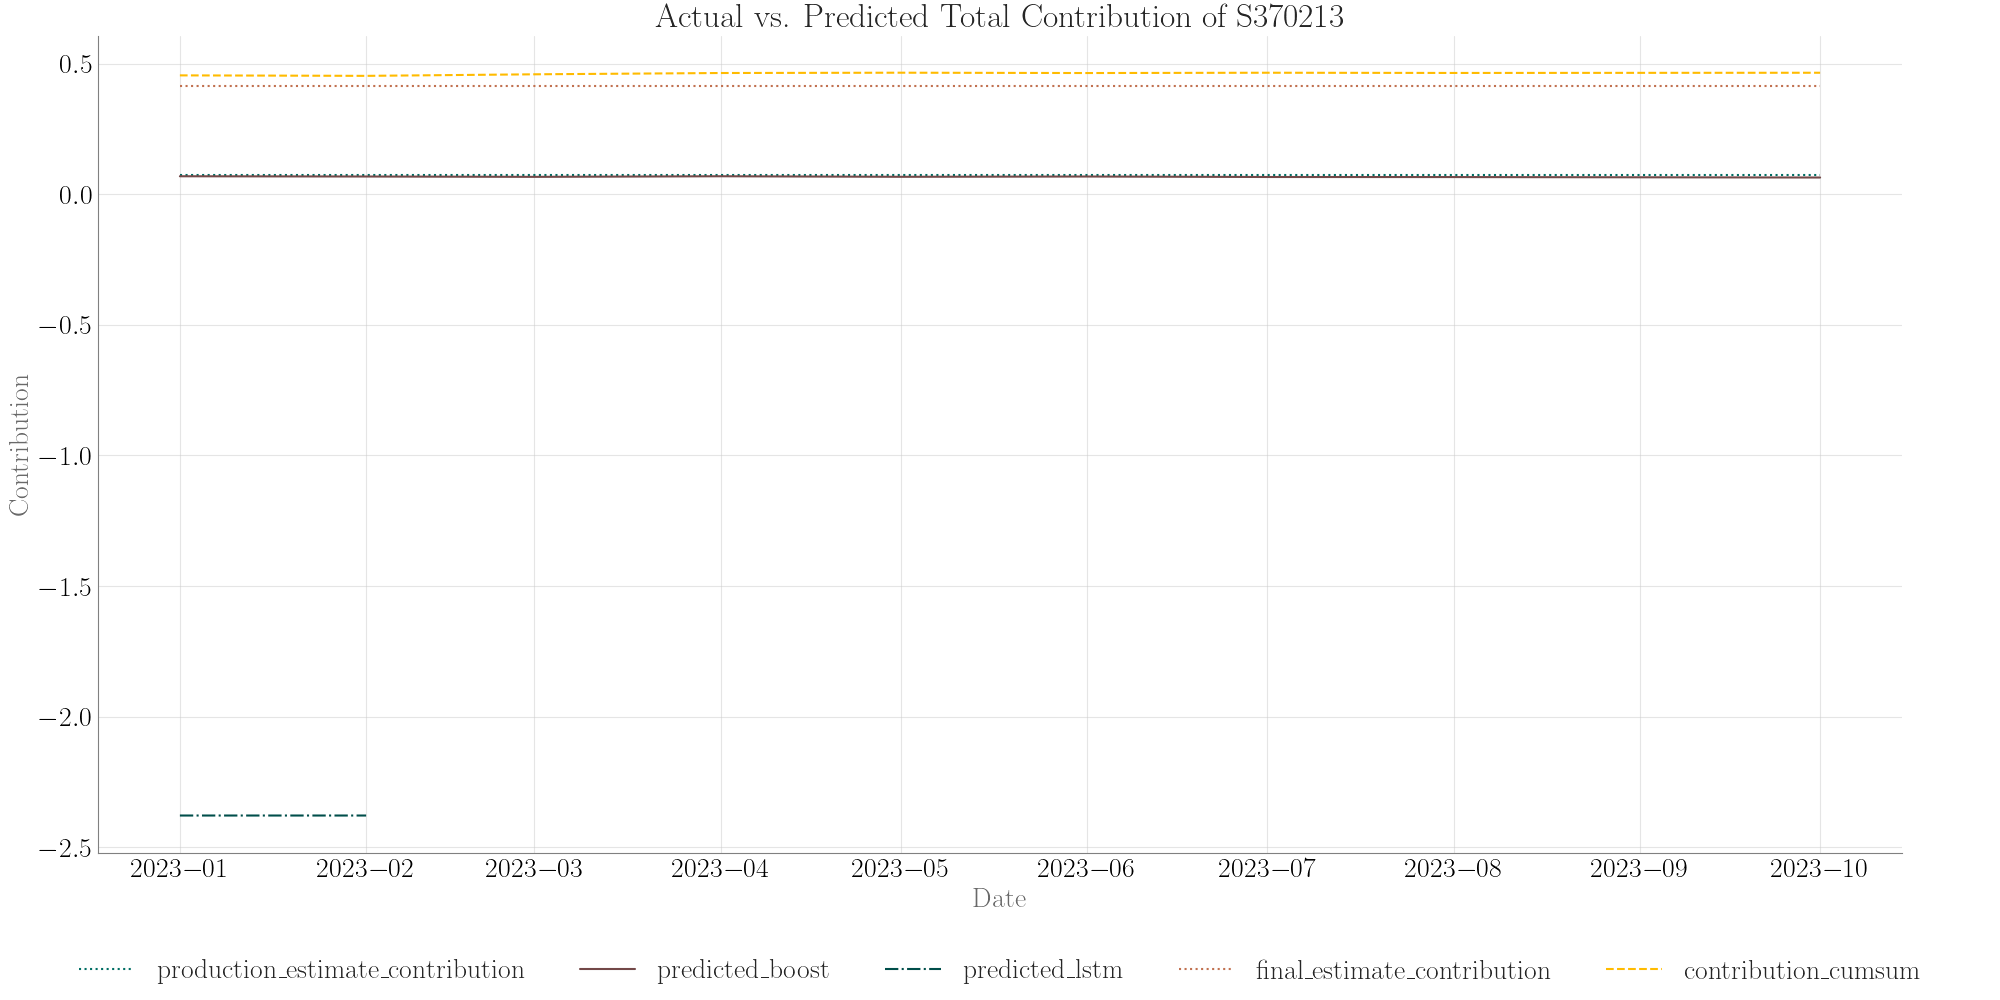 Actual vs. Predicted Total Contribution of S370213
0.5
0.0
−0.5
−1.0
−1.5
−2.0
−2.5
Contribution
2023−01 2023−02 2023−03 2023−04 2023−05 2023−06 2023−07 2023−08 2023−09 2023−10
Date
production_estimate_contribution predicted_boost predicted_lstm final_estimate_contribution contribution_cumsum